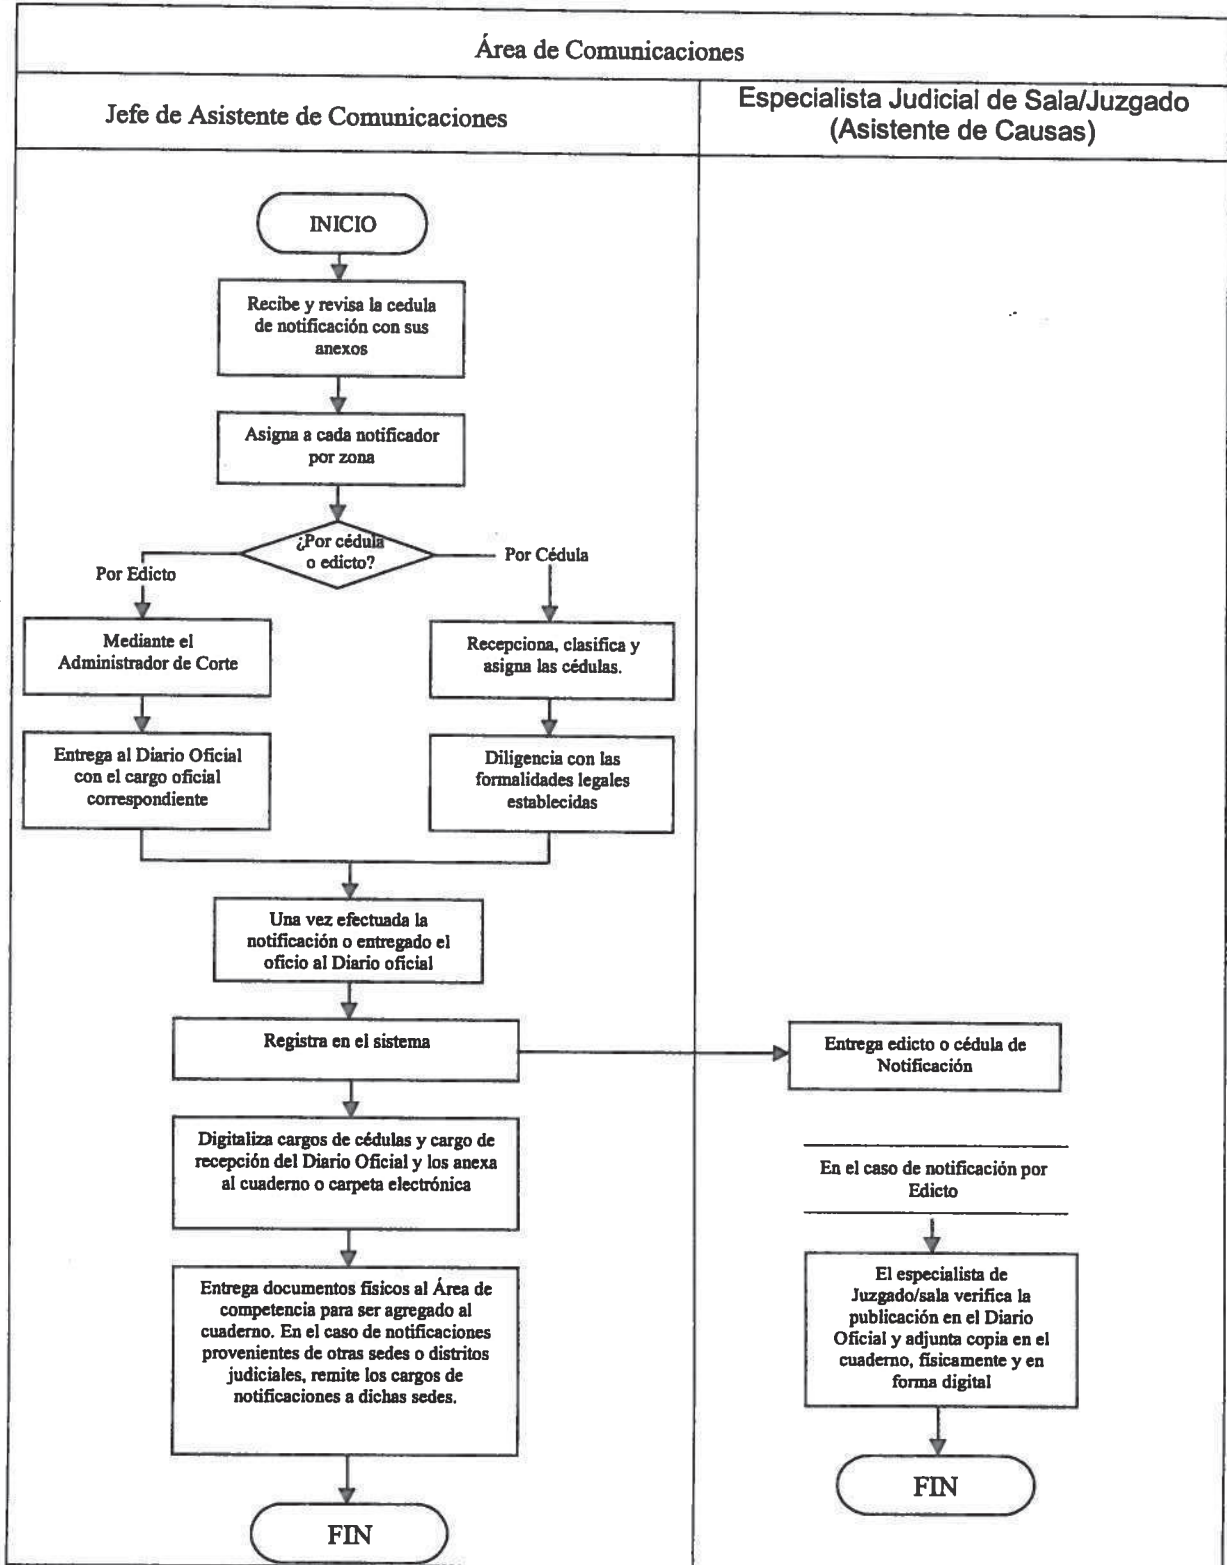 Área de Comunicaciones
Jefe de Asistente de Comunicaciones
Especialista Judicial de Sala/Juzgado
(Asistente de Causas)
INICIO
Recibe y revisa la cedula
de notificación con sus
anexos
Asigna a cada notificador
por zona
¿Por cédula
o edicto?
Por Edicto
Por Cédula
Mediante el
Administrador de Corte
Recepciona, clasifica y
asigna las cédulas.
Entrega al Diario Oficial
con el cargo oficial
correspondiente
Diligencia con las
formalidades legales
establecidas
Una vez efectuada la
notificación o entregado el
oficio al Diario oficial
Registra en el sistema
Entrega edicto o cédula de
Notificación
Digitaliza cargos de cédulas y cargo de
recepción del Diario Oficial y los anexa
al cuaderno o carpeta electrónica
En el caso de notificación por
Edicto
Entrega documentos físicos al Área de
competencia para ser agregado al
cuaderno. En el caso de notificaciones
provenientes de otras sedes o distritos
judiciales, remite los cargos de
notificaciones a dichas sedes.
El especialista de
Juzgado/sala verifica la
publicación en el Diario
Oficial y adjunta copia en el
cuaderno, físicamente y en
forma digital
FIN
FIN